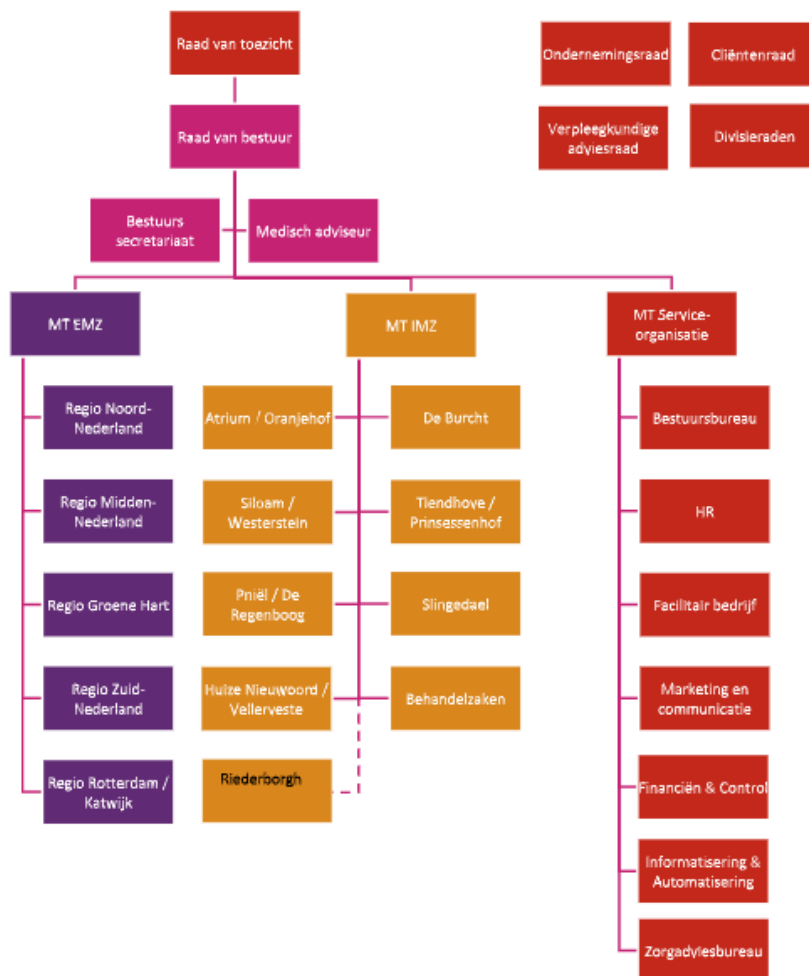 Raad van toezicht
Ondernemingsraad
Cliëntenraad
Raad van bestuur
Verpleegkundige
adviesraad
Divisieraden
Bestuurs
secretariaat
Medisch adviseur
MT EMZ
MT IMZ
MT Service-
organisatie
Regio Noord-
Nederland
Atrium / Oranjehof
De Burcht
Bestuursbureau
Regio Midden-
Nederland
Siloam /
Westerstein
Tiendhove /
Prinsessenhof
HR
Regio Groene Hart
Pniël / De
Regenboog
Slingedael
Facilitair bedrijf
Regio Zuid-
Nederland
Huize Nieuwoord /
Vellerveste
Behandelzaken
Marketing en
communicatie
Regio Rotterdam /
Katwijk
Riederborgh
Financiën & Control
Informatisering &
Automatisering
Zorgadviesbureau